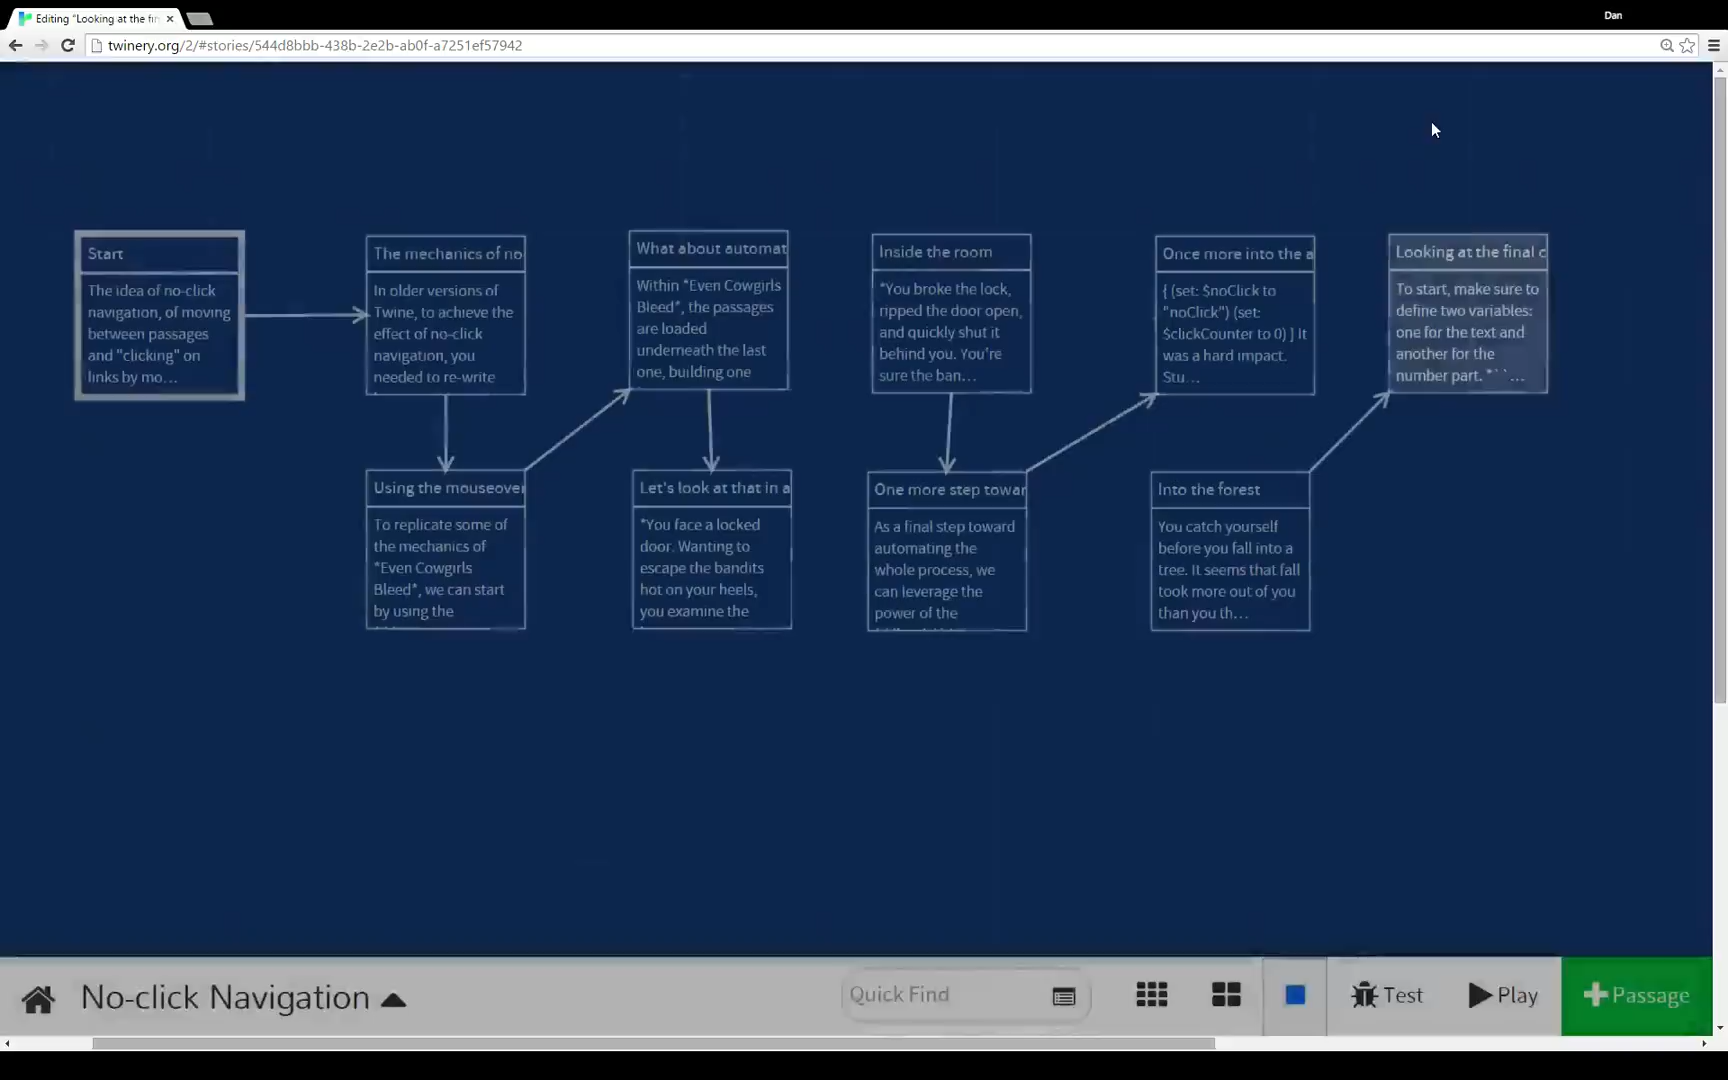 Editing "Looking at the fin
Dan
twinery.org/2/#stories/544d8bbb-438b-2e2b-ab0f-a7251ef57942
Start
The idea of no-click
navigation, of moving
between passages
and "clicking" on
links by mo...
The mechanics of no
In older versions of
Twine, to achieve the
effect of no-click
navigation, you
needed to re-write
What about automat
Within *Even Cowgirls
Bleed*, the passages
are loaded
underneath the last
one, building one
Inside the room
*You broke the lock,
ripped the door open,
and quickly shut it
behind you. You're
sure the ban...
Once more into the a
{ (set: $noClick to
"noClick") (set:
$clickCounter to 0) } It
was a hard impact.
Stu...
Looking at the final c
To start, make sure to
define two variables:
one for the text and
another for the
number part. *``...
Using the mouseover
To replicate some of
the mechanics of
*Even Cowgirls
Bleed*, we can start
by using the
Let's look at that in a
*You face a locked
door. Wanting to
escape the bandits
hot on your heels,
you examine the
One more step towar
As a final step toward
automating the
whole process, we
can leverage the
power of the
Into the forest
You catch yourself
before you fall into a
tree. It seems that fall
took more out of you
than you th...
No-click Navigation
Quick Find
Test
Play
Passage